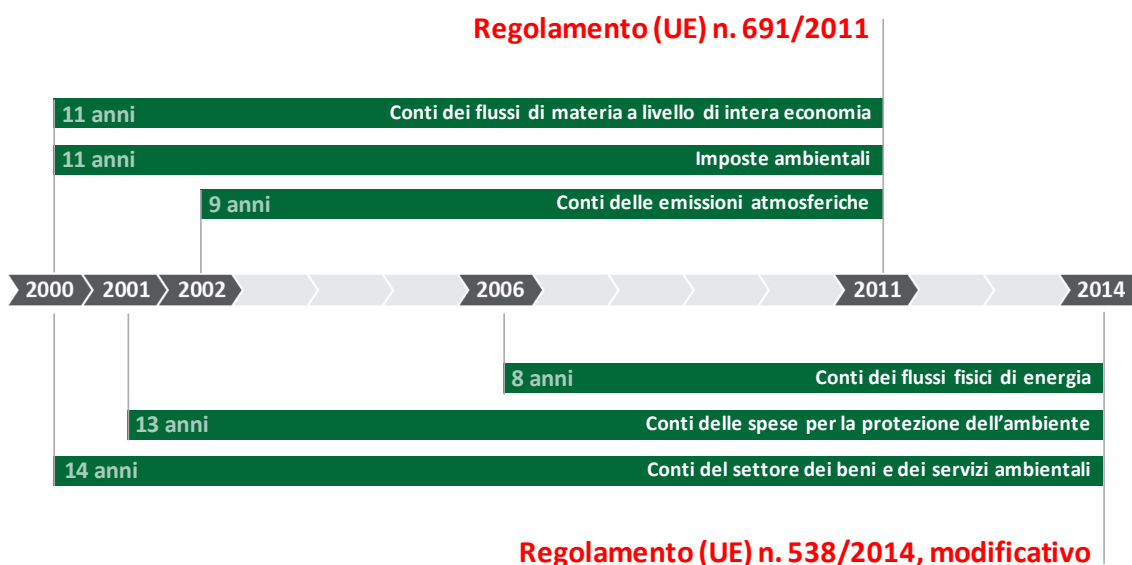 Regolamento (UE) n. 691/2011
11 anni Conti dei flussi di materia a livello di intera economia
11 anni Imposte ambientali
9 anni Conti delle emissioni atmosferiche
2000 2001 2002 2006 2011 2014
8 anni Conti dei flussi fisici di energia
13 anni Conti delle spese per la protezione dell’ambiente
14 anni Conti del settore dei beni e dei servizi ambientali
Regolamento (UE) n. 538/2014, modificativo